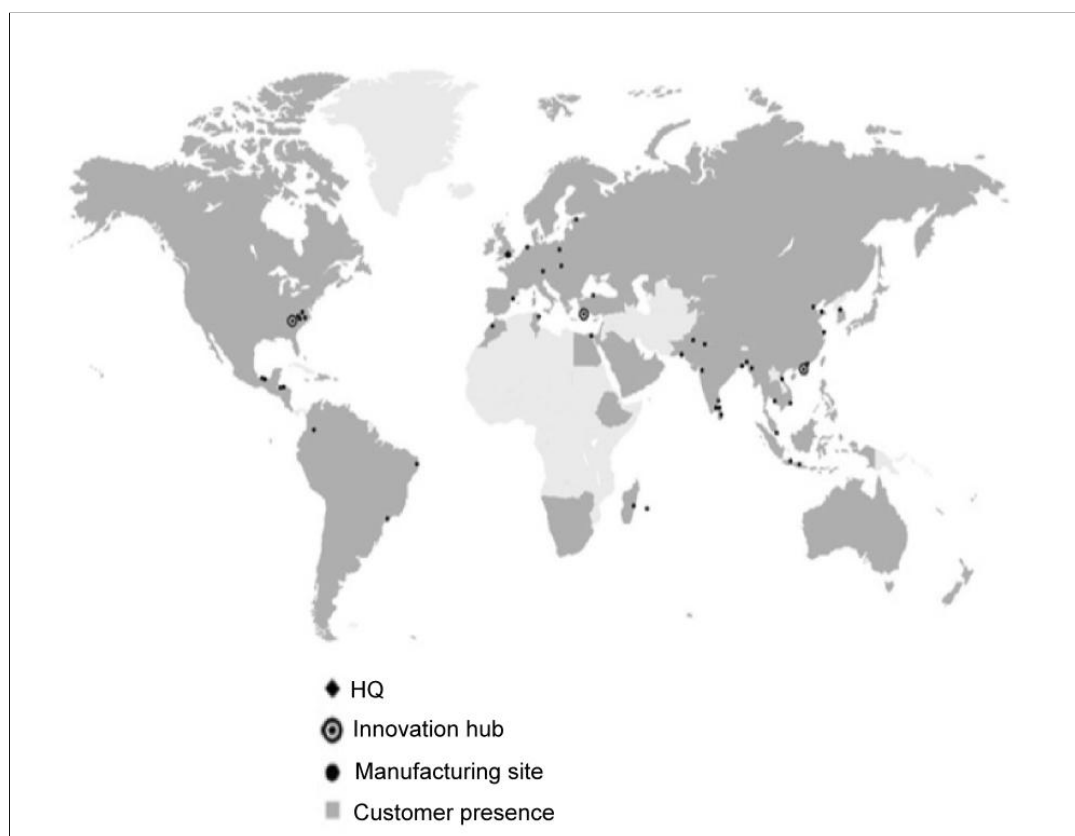 HQ
Innovation hub
Manufacturing site
Customer presence